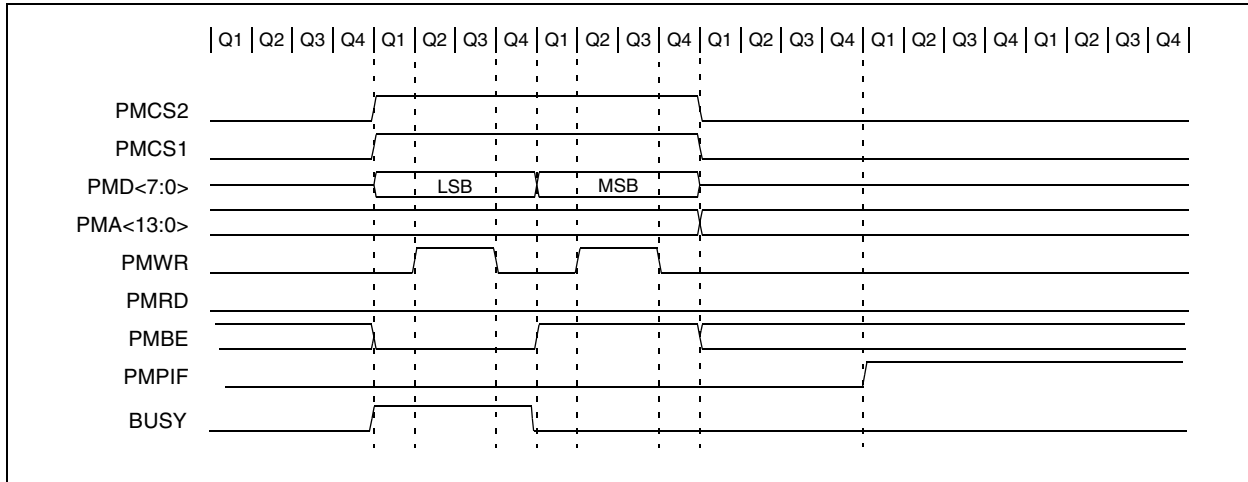 Q1 Q2 Q3 Q4 Q1 Q2 Q3 Q4 Q1 Q2 Q3 Q4 Q1 Q2 Q3 Q4 Q1 Q2 Q3 Q4 Q1 Q2 Q3 Q4
PMCS2
PMCS1
PMD<7:0> LSB MSB
PMA<13:0>
PMWR
PMRD
PMBE
PMPIF
BUSY